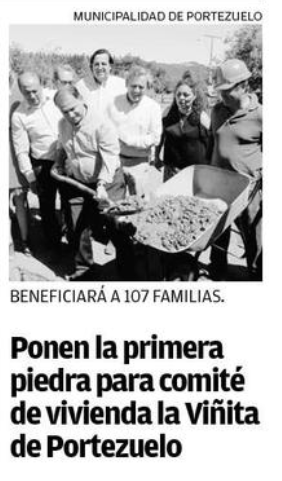 MUNICIPALIDAD DE PORTEZUELO
BENEFICIARÁ A 107 FAMILIAS.
Ponen la primera
piedra para comité
de vivienda la Viñita
de Portezuelo